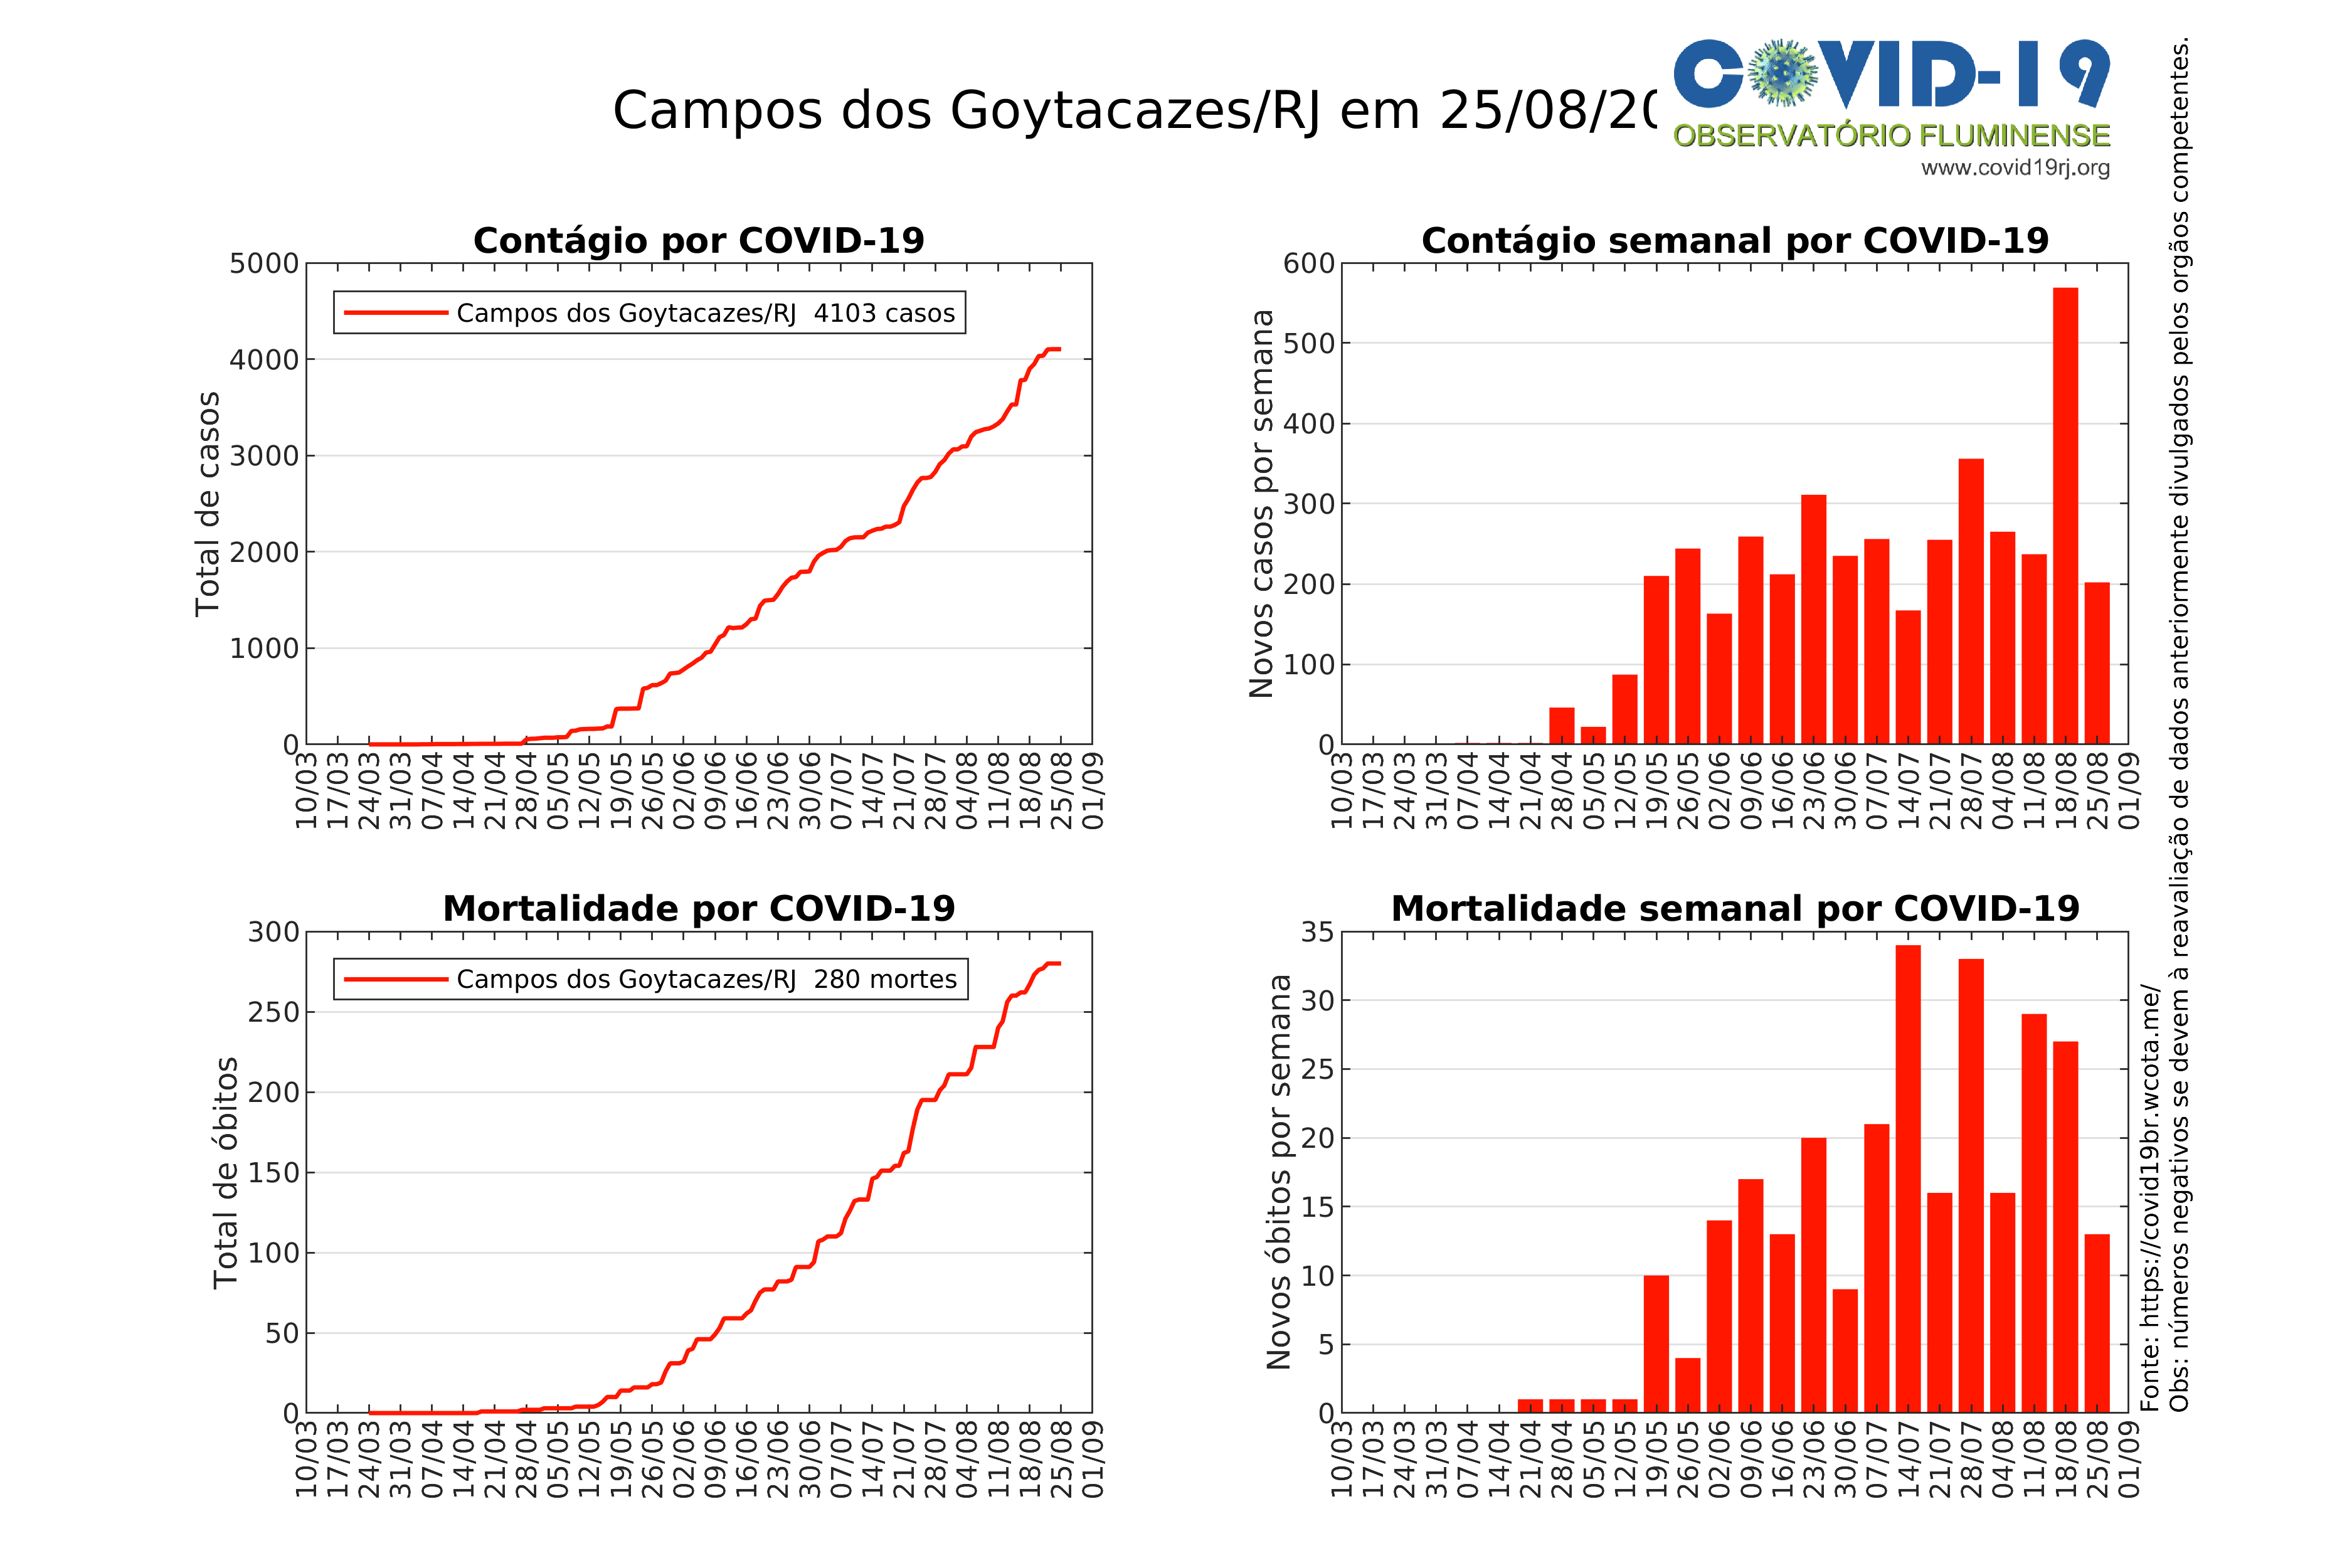 Campos dos Goytacazes/RJ em 25/08/20
COVID-19
OBSERVATÓRIO FLUMINENSE
www.covid19rj.org
Contágio por COVID-19
Total de casos
5000
4000
3000
2000
1000
0
Campos dos Goytacazes/RJ 4103 casos
10/03 17/03 24/03 31/03 07/04 14/04 21/04 28/04 05/05 12/05 19/05 26/05 02/06 09/06 16/06 23/06 30/06 07/07 14/07 21/07 28/07 04/08 11/08 18/08 25/08 01/09
Contágio semanal por COVID-19
Novos casos por semana
600
500
400
300
200
100
0
10/03 17/03 24/03 31/03 07/04 14/04 21/04 28/04 05/05 12/05 19/05 26/05 02/06 09/06 16/06 23/06 30/06 07/07 14/07 21/07 28/07 04/08 11/08 18/08 25/08 01/09
Mortalidade por COVID-19
Total de óbitos
300
250
200
150
100
50
0
Campos dos Goytacazes/RJ 280 mortes
10/03 17/03 24/03 31/03 07/04 14/04 21/04 28/04 05/05 12/05 19/05 26/05 02/06 09/06 16/06 23/06 30/06 07/07 14/07 21/07 28/07 04/08 11/08 18/08 25/08 01/09
Mortalidade semanal por COVID-19
Novos óbitos por semana
35
30
25
20
15
10
5
0
10/03 17/03 24/03 31/03 07/04 14/04 21/04 28/04 05/05 12/05 19/05 26/05 02/06 09/06 16/06 23/06 30/06 07/07 14/07 21/07 28/07 04/08 11/08 18/08 25/08 01/09
Fonte: https://covid19br.wcota.me/
Obs: números negativos se devem à reavaliação de dados anteriormente divulgados pelos orgãos competentes.